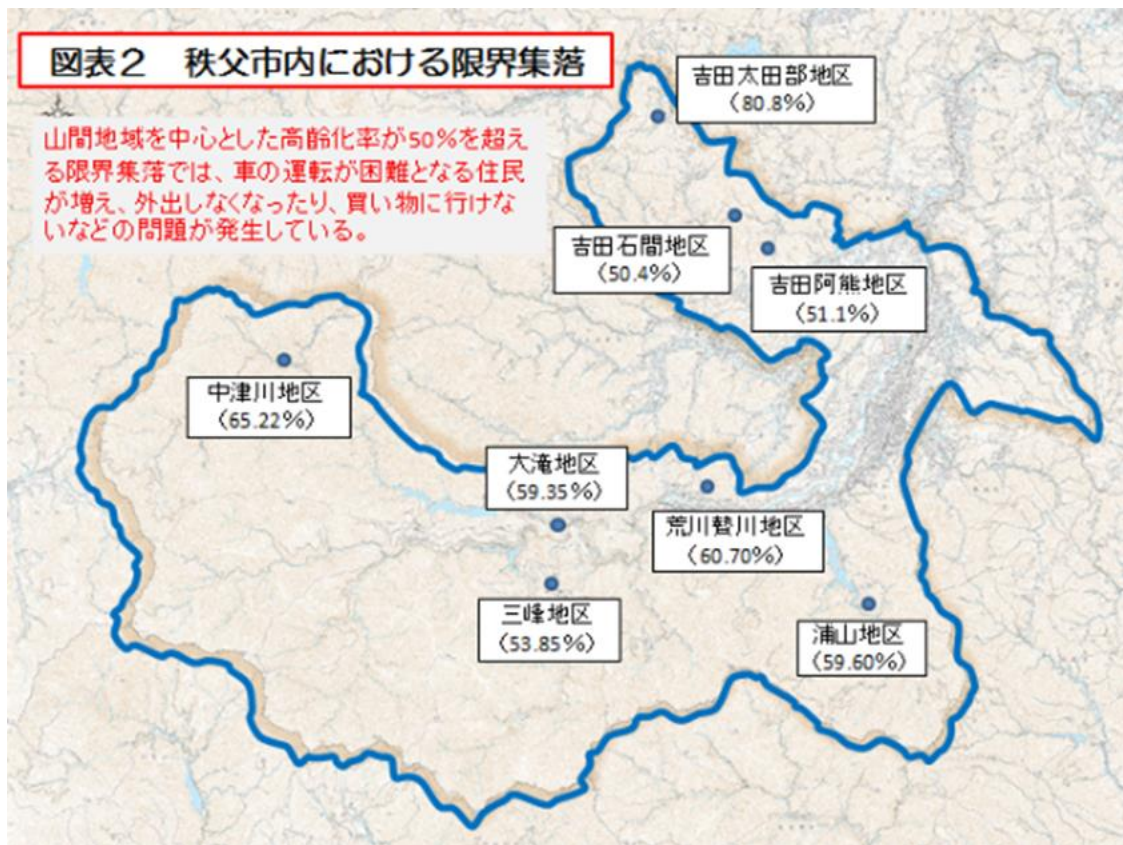 図表2　秩父市内における限界集落
山間地域を中心とした高齢化率が50%を超え
る限界集落では、車の運転が困難となる住民
が増え、外出しなくなったり、買い物に行けな
いなどの問題が発生している。
吉田太田部地区
（80.8%）
吉田石間地区
（50.4%）
吉田阿熊地区
（51.1%）
中津川地区
（65.22%）
大滝地区
（59.35%）
荒川贄川地区
（60.70%）
三峰地区
（53.85%）
浦山地区
（59.60%）